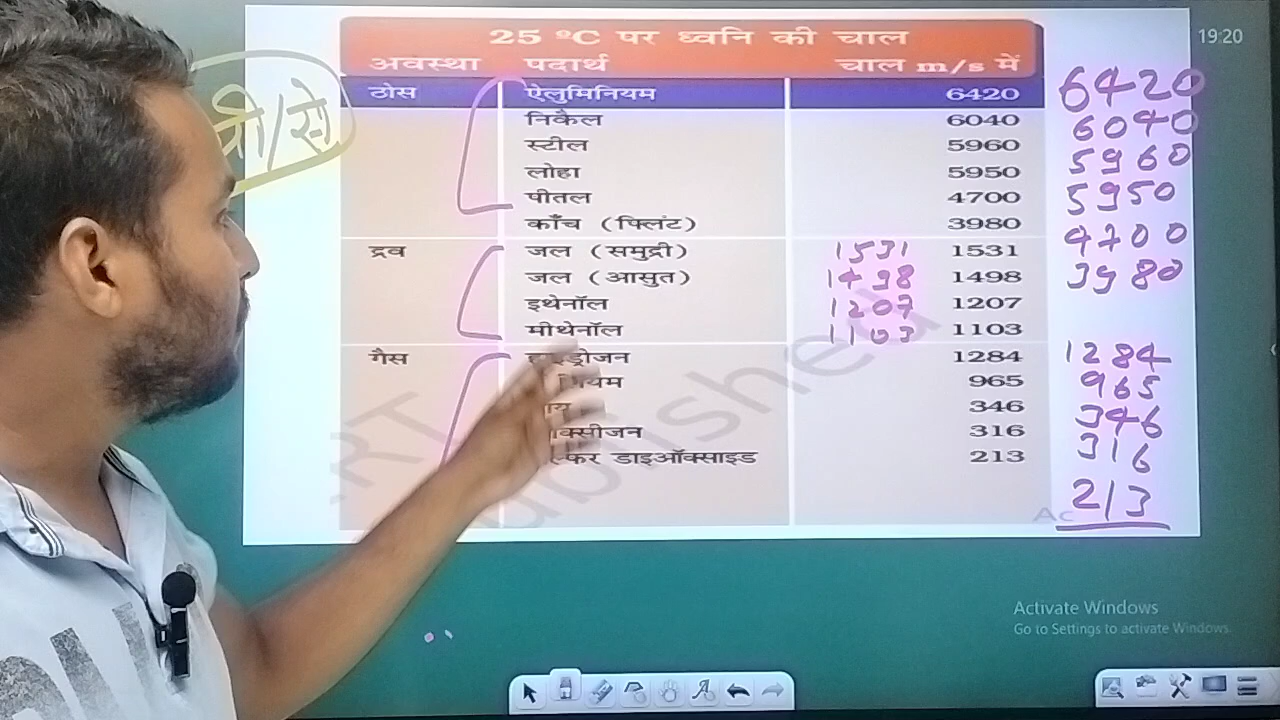 19:20
25 ºC पर ध्वनि की चाल
अवस्था पदार्थ चाल m/s में
ठोस ऐलुमिनियम 6420 6420
निकैल 6040 6040
स्टील 5960 5960
लोहा 5950 5950
पीतल 4700 4700
काँच (फ्लिंट) 3980 3980
द्रव जल (समुद्री) 1531 1531
जल (आसुत) 1498 1498
इथेनॉल 1207 1207
मीथेनॉल 1103 1103
गैस 1284 1284
965 965
346 346
316 316
डाइऑक्साइड 213 213
Activate Windows
Go to Settings to activate Windows.